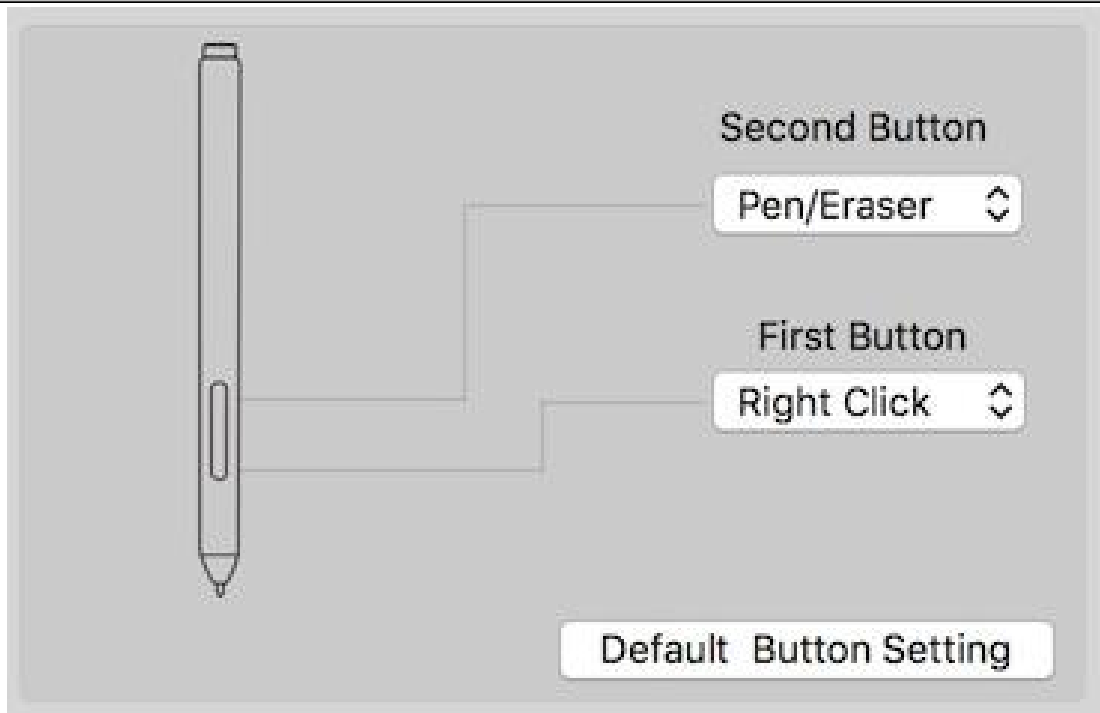 Second Button
Pen/Eraser
First Button
Right Click
Default Button Setting